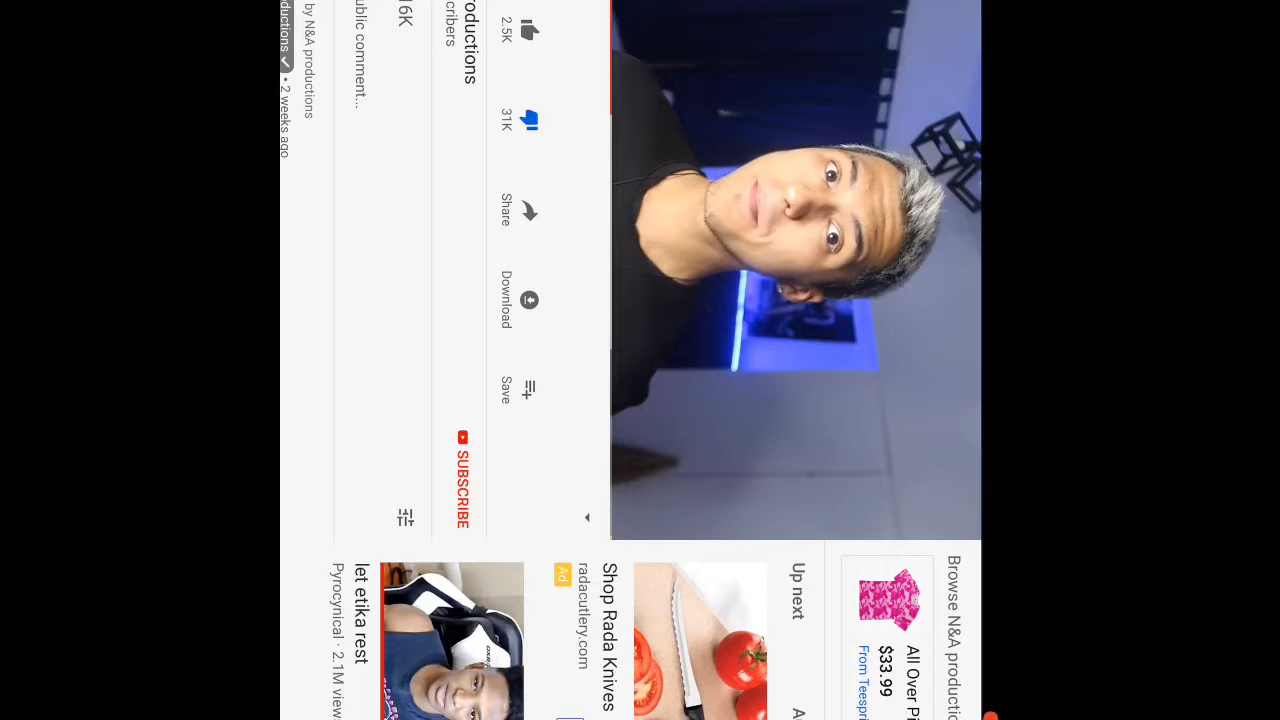 2.5K
31K
Share
Download
Save
roductions
cribers
SUBSCRIBE
16K
ublic comment...
by N&A productions
ductions ✓ • 2 weeks ago
Browse N&A productio
All Over Pi
$33.99
From Teespri
Up next
Shop Rada Knives
Ad
radacutlery.com
let etika rest
Pyrocynical · 2.1M view